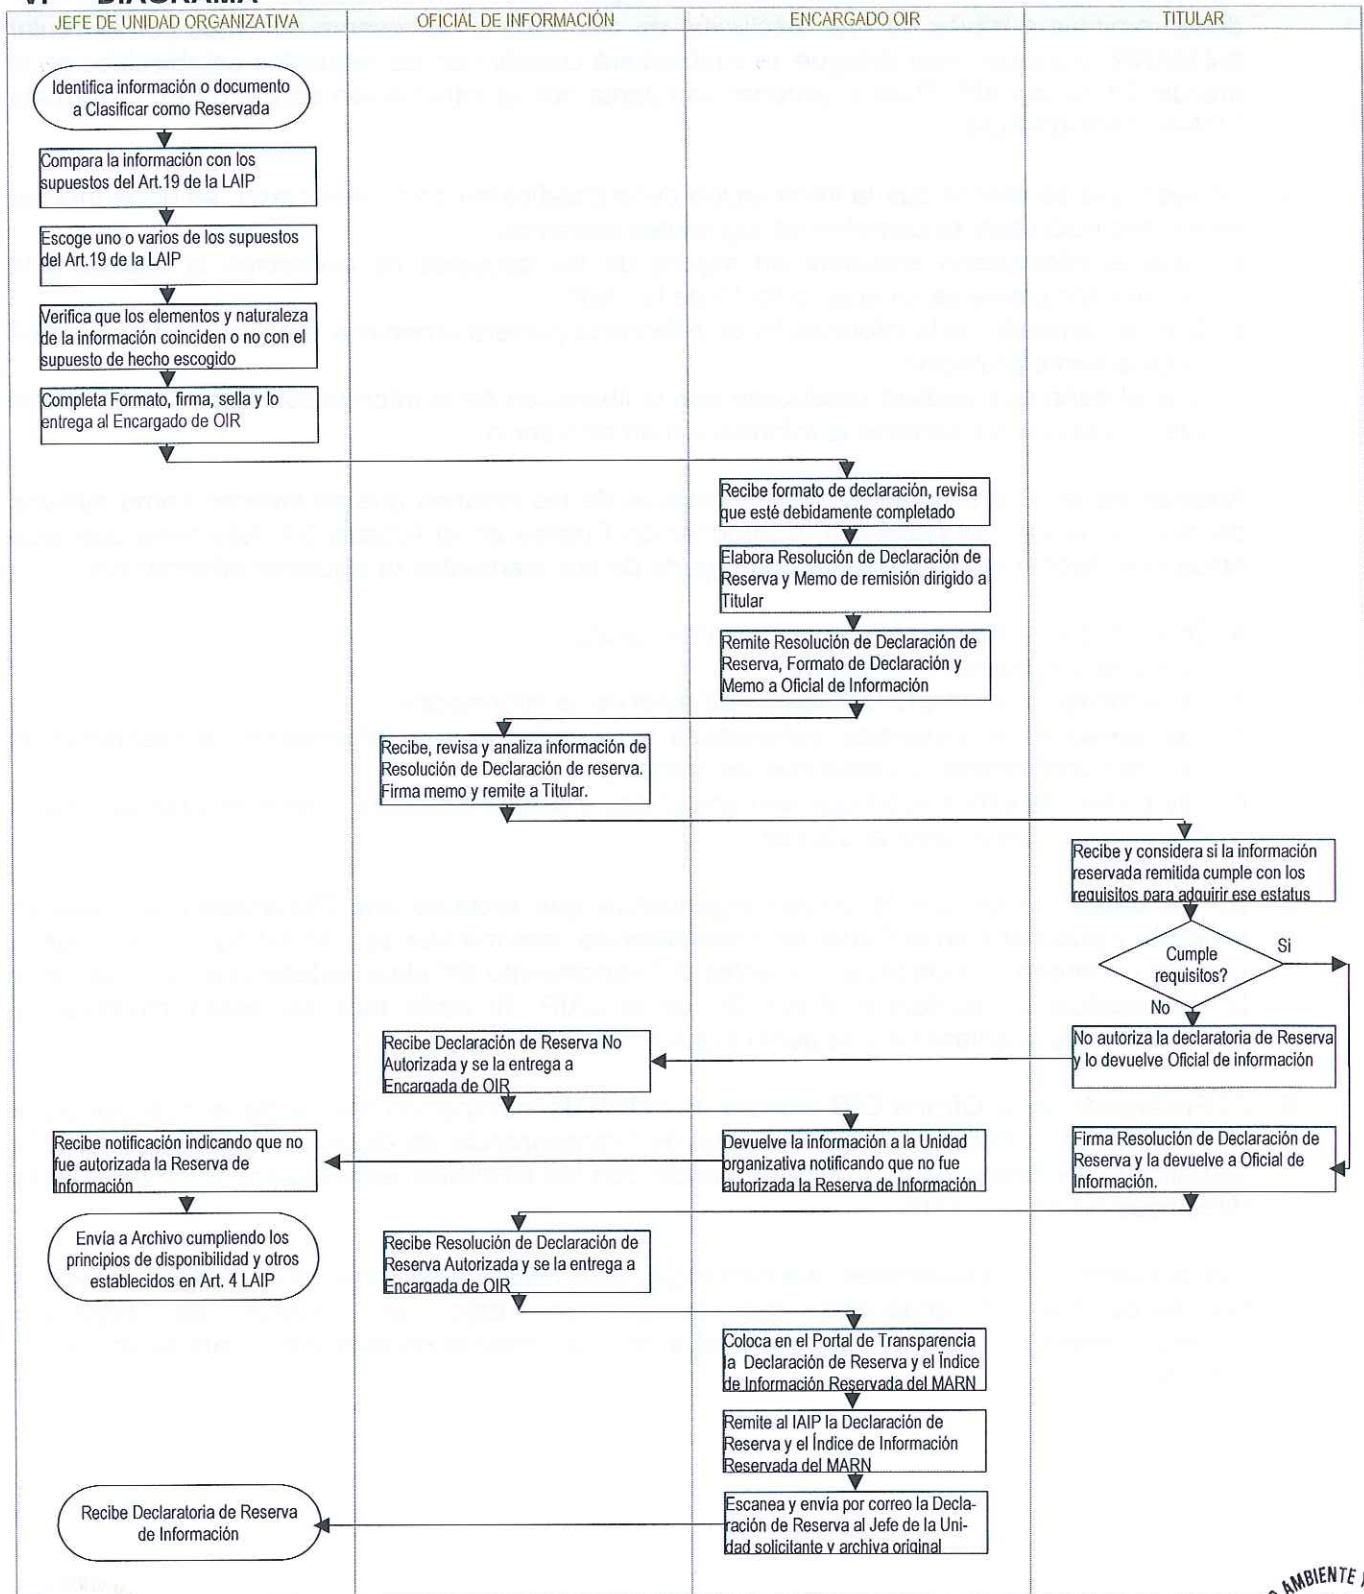 VI DIAGRAMA
JEFE DE UNIDAD ORGANIZATIVA
OFICIAL DE INFORMACIÓN
ENCARGADO OIR
TITULAR
Identifica información o documento
a Clasificar como Reservada
Compara la información con los
supuestos del Art.19 de la LAIP
Escoge uno o varios de los supuestos
del Art.19 de la LAIP
Verifica que los elementos y naturaleza
de la información coinciden o no con el
supuesto de hecho escogido
Completa Formato, firma, sella y lo
entrega al Encargado de OIR
Recibe formato de declaración, revisa
que esté debidamente completado
Elabora Resolución de Declaración de
Reserva y Memo de remisión dirigido a
Titular
Remite Resolución de Declaración de
Reserva, Formato de Declaración y
Memo a Oficial de Información
Recibe, revisa y analiza información de
Resolución de Declaración de reserva.
Firma memo y remite a Titular.
Recibe y considera si la información
reservada remitida cumple con los
requisitos para adquirir ese estatus
Cumple
requisitos?
Si
No
No autoriza la declaratoria de Reserva
y lo devuelve Oficial de información
Recibe Declaración de Reserva No
Autorizada y se la entrega a
Encargada de OIR
Devuelve la información a la Unidad
organizativa notificando que no fue
autorizada la Reserva de Información
Recibe notificación indicando que no
fue autorizada la Reserva de
Información
Envía a Archivo cumpliendo los
principios de disponibilidad y otros
establecidos en Art. 4 LAIP
Firma Resolución de Declaración de
Reserva y la devuelve a Oficial de
Información.
Recibe Resolución de Declaración de
Reserva Autorizada y se la entrega a
Encargada de OIR
Coloca en el Portal de Transparencia
la Declaración de Reserva y el Ïndice
de Información Reservada del MARN
Remite al IAIP la Declaración de
Reserva y el Índice de Información
Reservada del MARN
Escanea y envía por correo la Decla-
ración de Reserva al Jefe de la Uni-
dad solicitante y archiva original
Recibe Declaratoria de Reserva
de Información
AMBIENTE